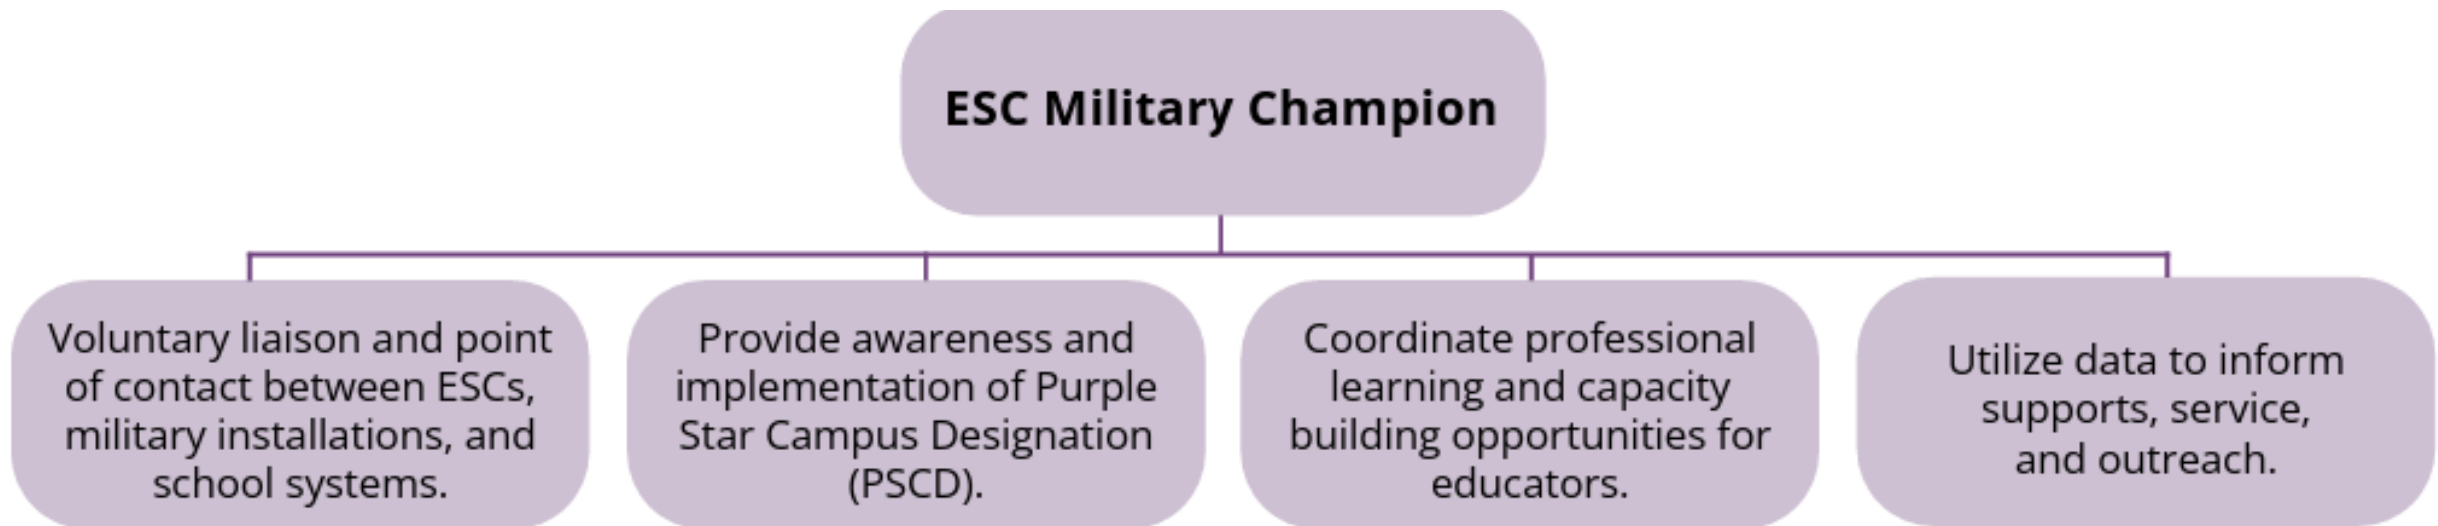 ESC Military Champion
Voluntary liaison and point
of contact between ESCs,
military installations, and
school systems.
Provide awareness and
implementation of Purple
Star Campus Designation
(PSCD).
Coordinate professional
learning and capacity
building opportunities for
educators.
Utilize data to inform
supports, service,
and outreach.